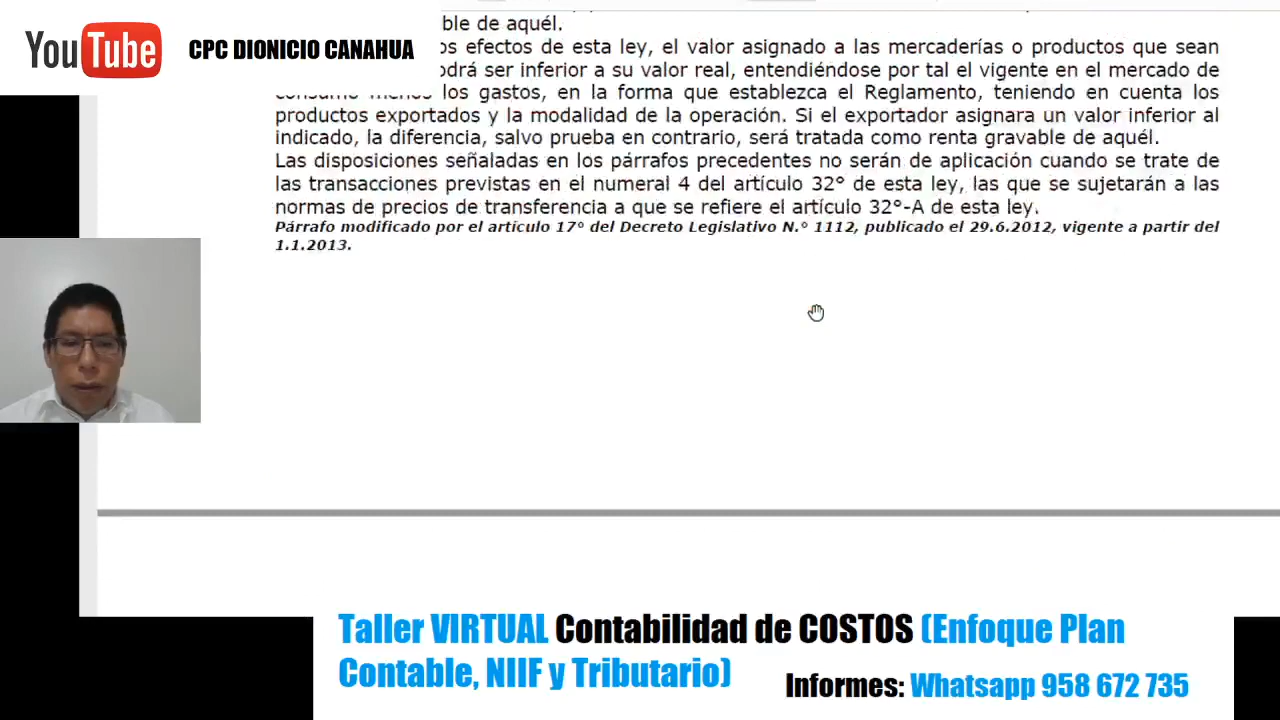 YouTube CPC DIONICIO CANAHUA
ble de aquél.
os efectos de esta ley, el valor asignado a las mercaderías o productos que sean
odrá ser inferior a su valor real, entendiéndose por tal el vigente en el mercado de
consumo menos los gastos, en la forma que establezca el Reglamento, teniendo en cuenta los
productos exportados y la modalidad de la operación. Si el exportador asignara un valor inferior al
indicado, la diferencia, salvo prueba en contrario, será tratada como renta gravable de aquél.
Las disposiciones señaladas en los párrafos precedentes no serán de aplicación cuando se trate de
las transacciones previstas en el numeral 4 del artículo 32° de esta ley, las que se sujetarán a las
normas de precios de transferencia a que se refiere el artículo 32°-A de esta ley.
Párrafo modificado por el artículo 17° del Decreto Legislativo N.° 1112, publicado el 29.6.2012, vigente a partir del
1.1.2013.
Taller VIRTUAL Contabilidad de COSTOS (Enfoque Plan
Contable, NIIF y Tributario)
Informes: Whatsapp 958 672 735